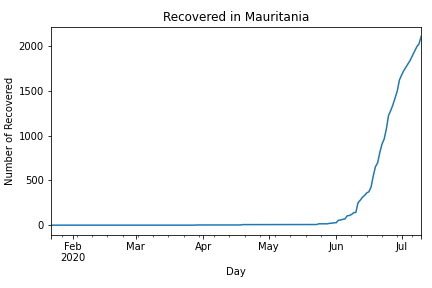 Recovered in Mauritania
Number of Recovered
2000
1500
1000
500
0
Feb
2020
Mar
Apr
May
Jun
Jul
Day